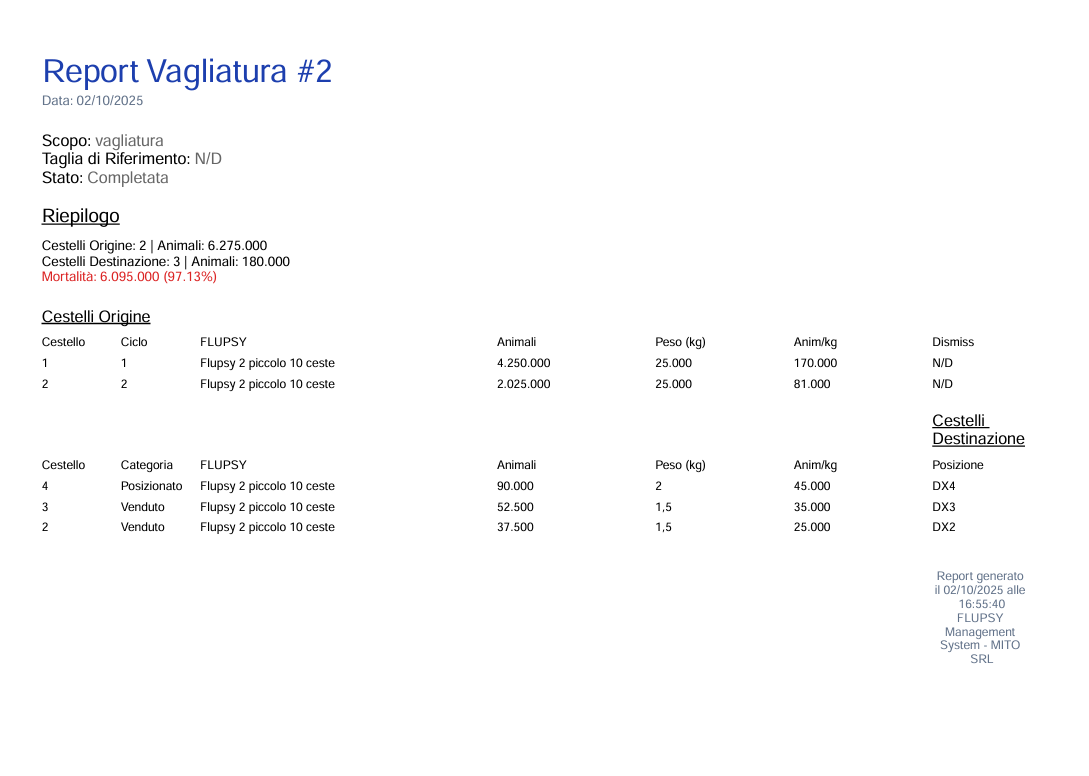 Report Vagliatura #2
Data: 02/10/2025
Scopo: vagliatura
Taglia di Riferimento: N/D
Stato: Completata
Riepilogo
Cestelli Origine: 2 | Animali: 6.275.000
Cestelli Destinazione: 3 | Animali: 180.000
Mortalità: 6.095.000 (97.13%)
Cestelli Origine
Cestello Ciclo FLUPSY Animali Peso (kg) Anim/kg Dismiss
1 1 Flupsy 2 piccolo 10 ceste 4.250.000 25.000 170.000 N/D
2 2 Flupsy 2 piccolo 10 ceste 2.025.000 25.000 81.000 N/D
Cestelli
Destinazione
Cestello Categoria FLUPSY Animali Peso (kg) Anim/kg Posizione
4 Posizionato Flupsy 2 piccolo 10 ceste 90.000 2 45.000 DX4
3 Venduto Flupsy 2 piccolo 10 ceste 52.500 1,5 35.000 DX3
2 Venduto Flupsy 2 piccolo 10 ceste 37.500 1,5 25.000 DX2
Report generato
il 02/10/2025 alle
16:55:40
FLUPSY
Management
System - MITO
SRL